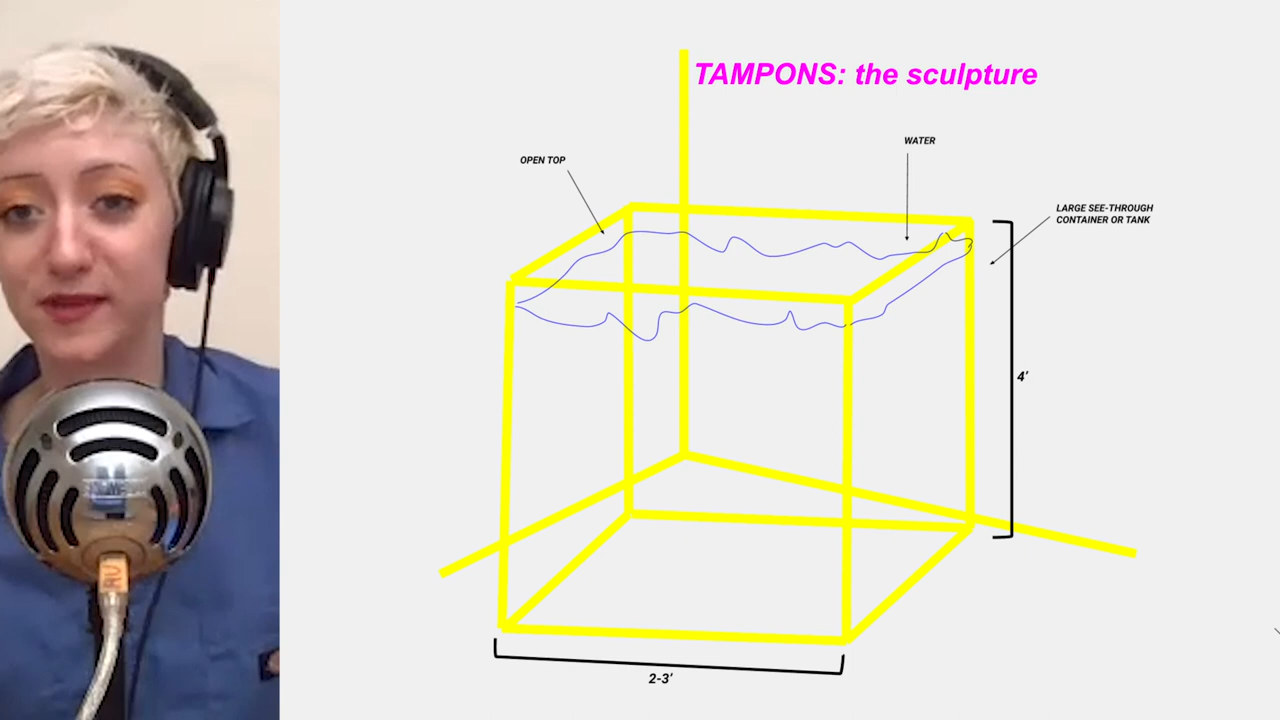 TAMPONS: the sculpture
OPEN TOP
WATER
LARGE SEE-THROUGH
CONTAINER OR TANK
4'
2-3'